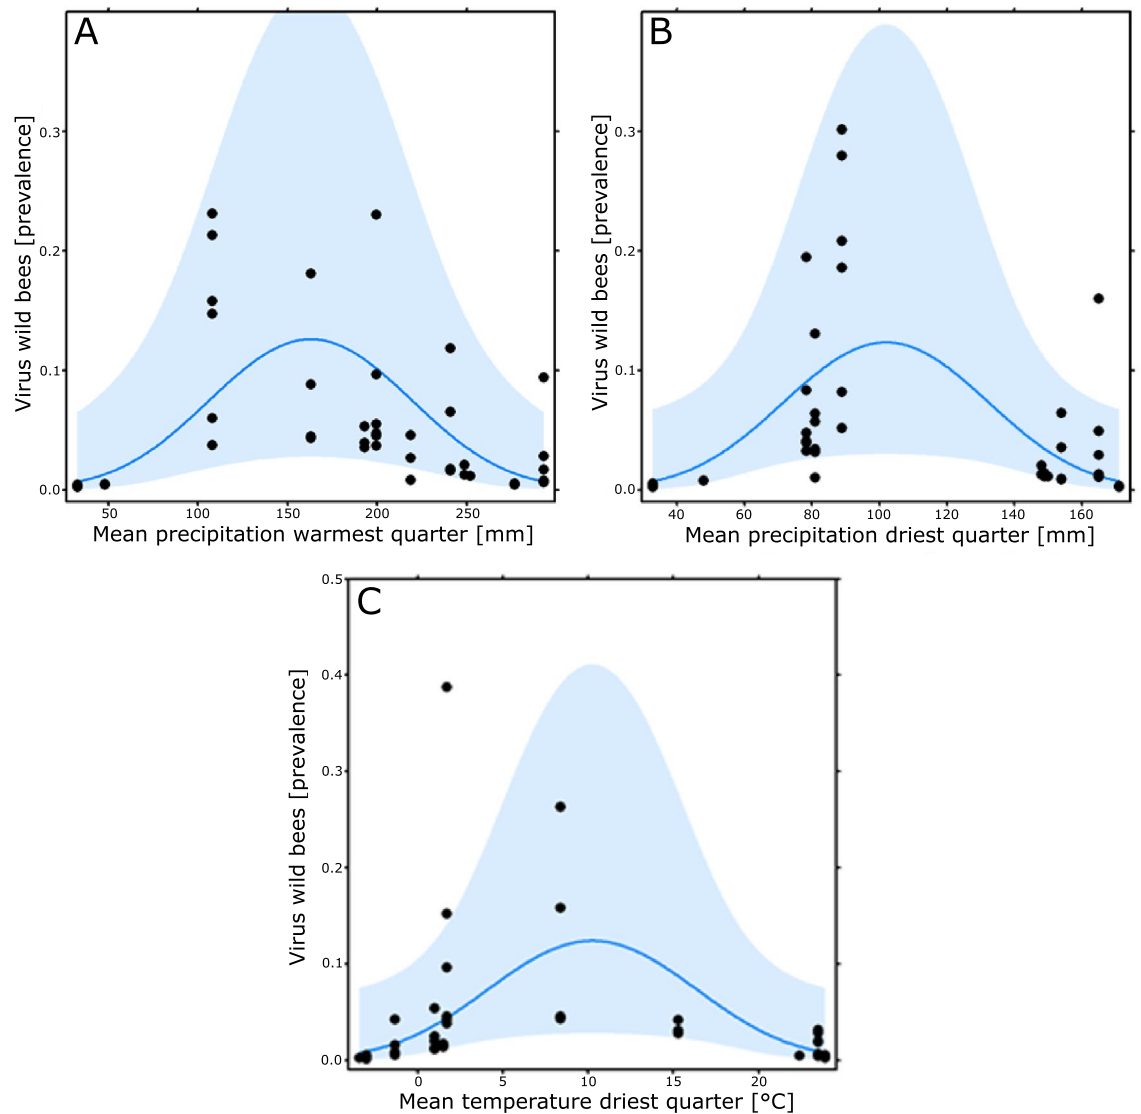 A
Virus wild bees [prevalence]
0.3
0.2
0.1
0.0
50 100 150 200 250
Mean precipitation warmest quarter [mm]
B
Virus wild bees [prevalence]
0.3
0.2
0.1
0.0
40 60 80 100 120 140 160
Mean precipitation driest quarter [mm]
C
Virus wild bees [prevalence]
0.5
0.4
0.3
0.2
0.1
0.0
0 5 10 15 20
Mean temperature driest quarter [°C]